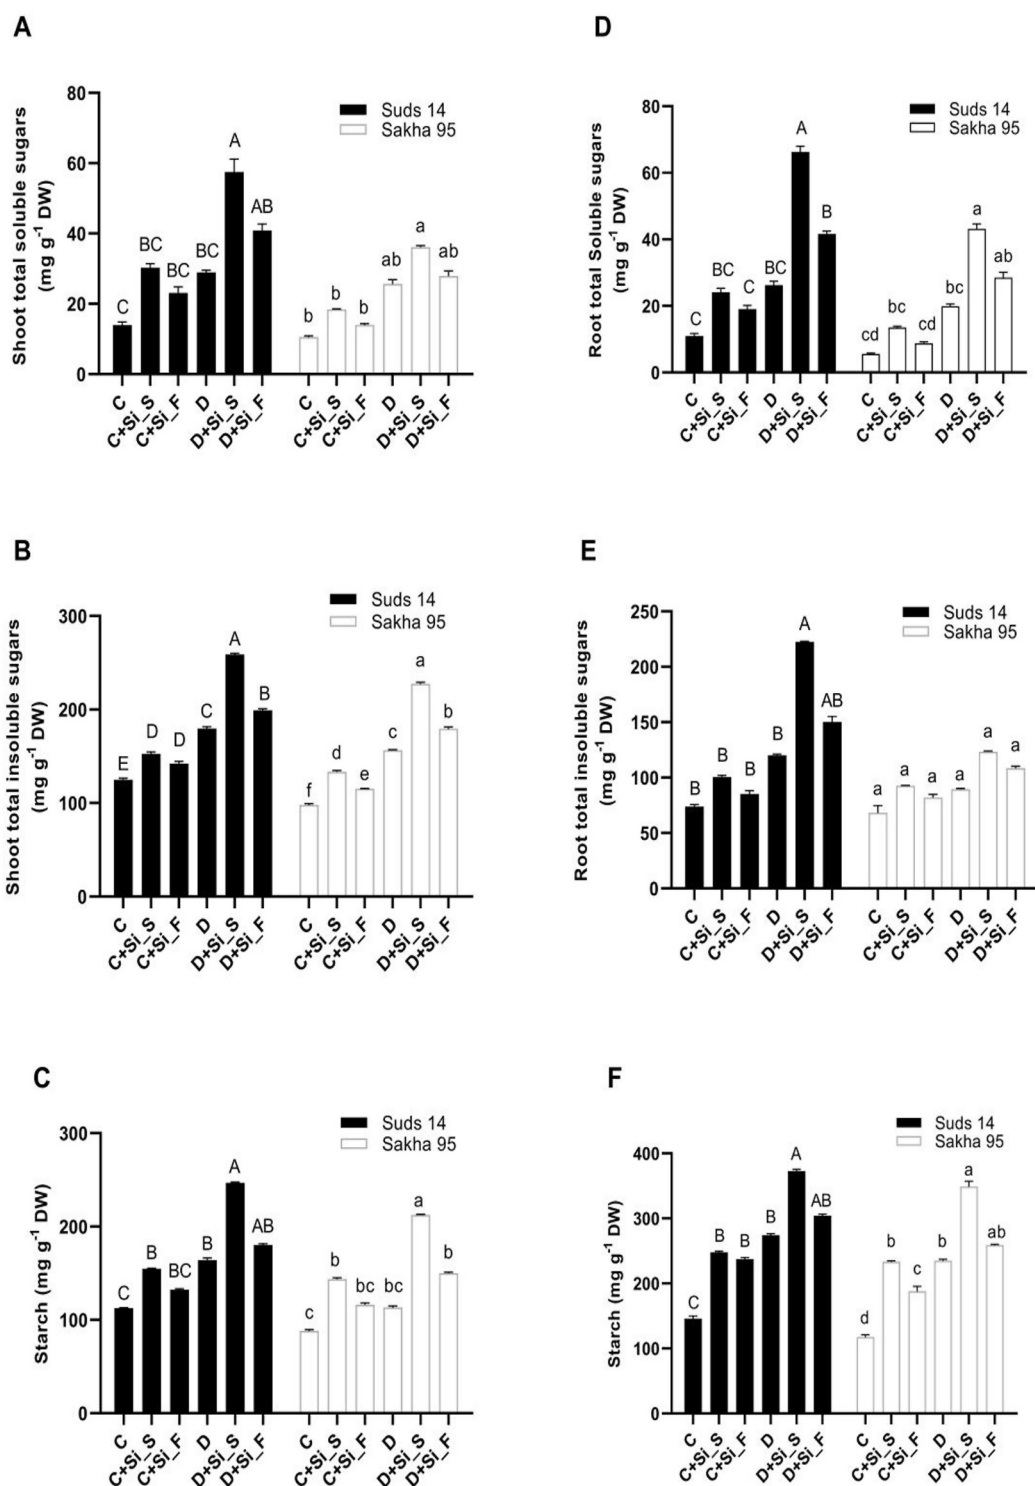 A
Shoot total soluble sugars
(mg g⁻¹ DW)
80
60
40
20
0
Suds 14
Sakha 95
C
BC
BC
BC
A
AB
b
b
b
ab
a
ab
C
C+Si_S
C+Si_F
D
D+Si_S
D+Si_F
C
C+Si_S
C+Si_F
D
D+Si_S
D+Si_F
D
Root total Soluble sugars
(mg g⁻¹ DW)
80
60
40
20
0
Suds 14
Sakha 95
C
BC
C
BC
A
B
cd
bc
cd
bc
a
ab
C
C+Si_S
C+Si_F
D
D+Si_S
D+Si_F
C
C+Si_S
C+Si_F
D
D+Si_S
D+Si_F
B
Shoot total insoluble sugars
(mg g⁻¹ DW)
300
200
100
0
Suds 14
Sakha 95
E
D
D
C
A
B
f
d
e
c
a
b
C
C+Si_S
C+Si_F
D
D+Si_S
D+Si_F
C
C+Si_S
C+Si_F
D
D+Si_S
D+Si_F
E
Root total insoluble sugars
(mg g⁻¹ DW)
250
200
150
100
50
0
Suds 14
Sakha 95
B
B
B
B
A
AB
a
a
a
a
a
a
C
C+Si_S
C+Si_F
D
D+Si_S
D+Si_F
C
C+Si_S
C+Si_F
D
D+Si_S
D+Si_F
C
Starch (mg g⁻¹ DW)
300
200
100
0
Suds 14
Sakha 95
C
B
BC
B
A
AB
c
b
bc
bc
a
b
C
C+Si_S
C+Si_F
D
D+Si_S
D+Si_F
C
C+Si_S
C+Si_F
D
D+Si_S
D+Si_F
F
Starch (mg g⁻¹ DW)
400
300
200
100
0
Suds 14
Sakha 95
C
B
B
B
A
AB
d
b
c
b
a
ab
C
C+Si_S
C+Si_F
D
D+Si_S
D+Si_F
C
C+Si_S
C+Si_F
D
D+Si_S
D+Si_F